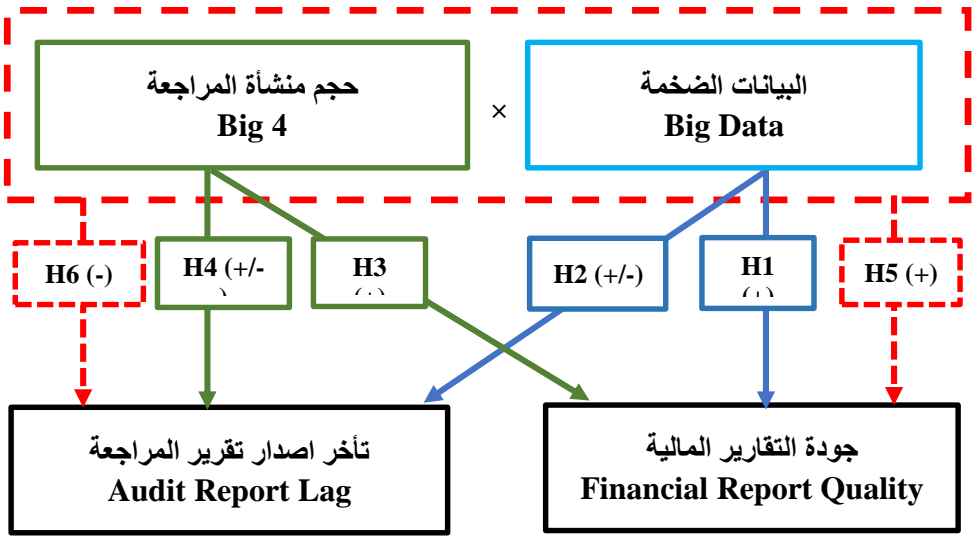 حجم منشأة المراجعة
Big 4
×
البيانات الضخمة
Big Data
H6 (-)
H4 (+/-
)
H3
(+)
H2 (+/-)
H1
(+)
H5 (+)
تأخر اصدار تقرير المراجعة
Audit Report Lag
جودة التقارير المالية
Financial Report Quality